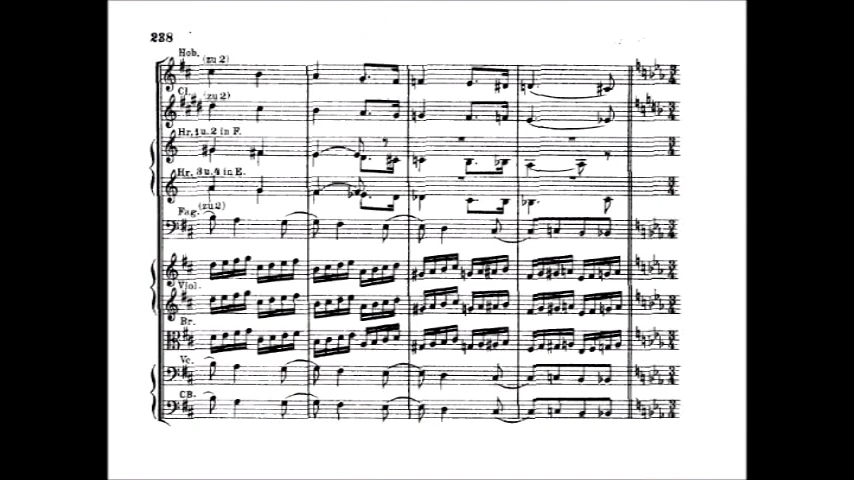 238
Hob. (zu 2)
Cl. (zu 2)
Hr. 1 u. 2 in F.
Hr. 3 u. 4 in E.
Fag. (zu 2)
Viol.
Br.
Vc.
CB.